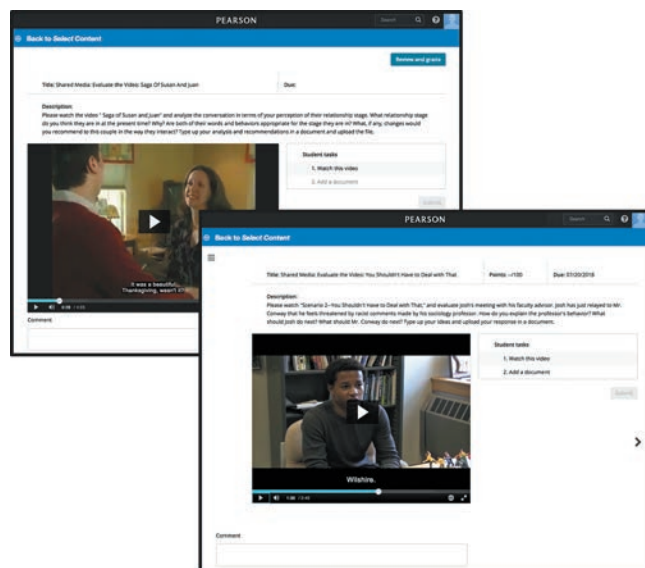 PEARSON
Search
Back to Select Content
Review and grade
Title: Shared Media: Evaluate the Video: Saga Of Susan And Juan
Due:
Description:
Please watch the video " Saga of Susan and Juan" and analyze the conversation in terms of your perception of their relationship stage. What relationship stage
do you think they are in at the present time? Why? Are both of their words and behaviors appropriate for the stage they are in? What, if any, changes would
you recommend to this couple in the way they interact? Type up your analysis and recommendations in a document and upload the file.
Student tasks
1. Watch this video
2. Add a document
Submit
It was a beautiful
Thanksgiving, wasn't it?
Comment
PEARSON
Search
Back to Select Content
Title: Shared Media: Evaluate the Video: You Shouldn't Have to Deal with That
Points: --/100
Due: 07/20/2018
Description:
Please watch "Scenario 2--You Shouldn't Have to Deal with That," and evaluate Josh's meeting with his faculty advisor. Josh has just relayed to Mr.
Conway that he feels threatened by racist comments made by his sociology professor. How do you explain the professor's behavior? What
should Josh do next? What should Mr. Conway do next? Type up your ideas and upload your response in a document.
Student tasks
1. Watch this video
2. Add a document
Submit
Wilshire.
Comment